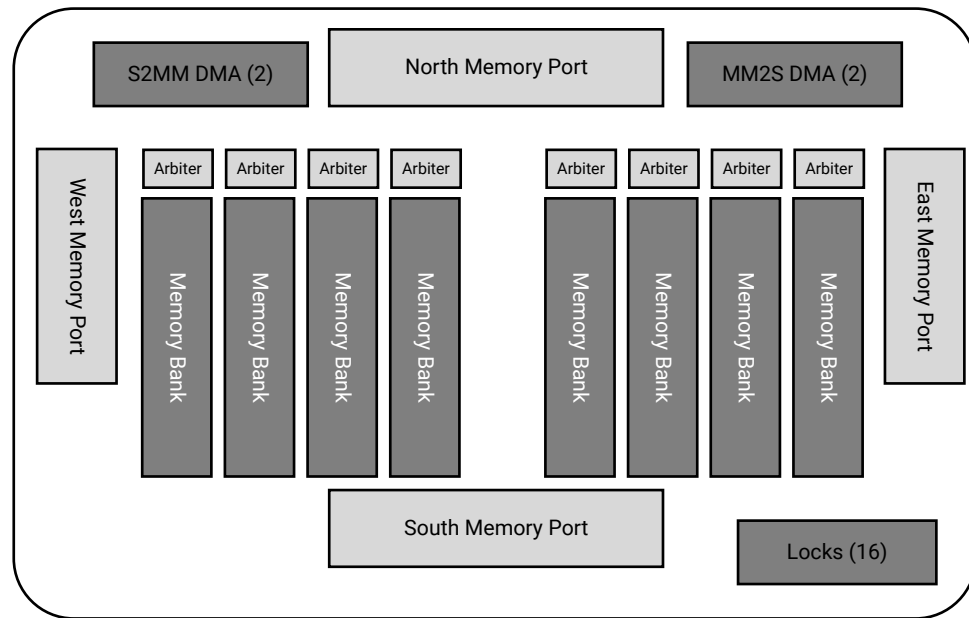 S2MM DMA (2)
North Memory Port
MM2S DMA (2)
West Memory Port
Arbiter
Arbiter
Arbiter
Arbiter
Arbiter
Arbiter
Arbiter
Arbiter
East Memory Port
Memory Bank
Memory Bank
Memory Bank
Memory Bank
Memory Bank
Memory Bank
Memory Bank
Memory Bank
South Memory Port
Locks (16)